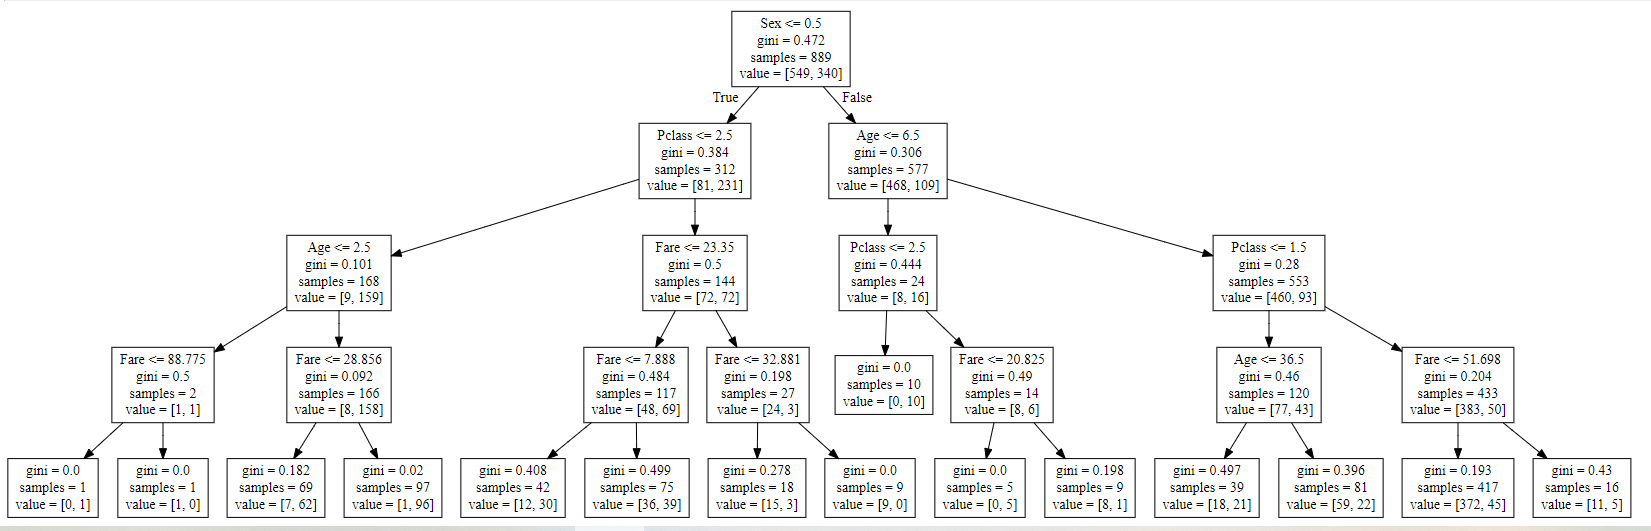 Sex <= 0.5
gini = 0.472
samples = 889
value = [549, 340]
True
False
Pclass <= 2.5
gini = 0.384
samples = 312
value = [81, 231]
Age <= 6.5
gini = 0.306
samples = 577
value = [468, 109]
Age <= 2.5
gini = 0.101
samples = 168
value = [9, 159]
Fare <= 23.35
gini = 0.5
samples = 144
value = [72, 72]
Pclass <= 2.5
gini = 0.444
samples = 24
value = [8, 16]
Pclass <= 1.5
gini = 0.28
samples = 553
value = [460, 93]
Fare <= 88.775
gini = 0.5
samples = 2
value = [1, 1]
Fare <= 28.856
gini = 0.092
samples = 166
value = [8, 158]
Fare <= 7.888
gini = 0.484
samples = 117
value = [48, 69]
Fare <= 32.881
gini = 0.198
samples = 27
value = [24, 3]
gini = 0.0
samples = 10
value = [0, 10]
Fare <= 20.825
gini = 0.49
samples = 14
value = [8, 6]
Age <= 36.5
gini = 0.46
samples = 120
value = [77, 43]
Fare <= 51.698
gini = 0.204
samples = 433
value = [383, 50]
gini = 0.0
samples = 1
value = [0, 1]
gini = 0.0
samples = 1
value = [1, 0]
gini = 0.182
samples = 69
value = [7, 62]
gini = 0.02
samples = 97
value = [1, 96]
gini = 0.408
samples = 42
value = [12, 30]
gini = 0.499
samples = 75
value = [36, 39]
gini = 0.278
samples = 18
value = [15, 3]
gini = 0.0
samples = 9
value = [9, 0]
gini = 0.0
samples = 5
value = [0, 5]
gini = 0.198
samples = 9
value = [8, 1]
gini = 0.497
samples = 39
value = [18, 21]
gini = 0.396
samples = 81
value = [59, 22]
gini = 0.193
samples = 417
value = [372, 45]
gini = 0.43
samples = 16
value = [11, 5]